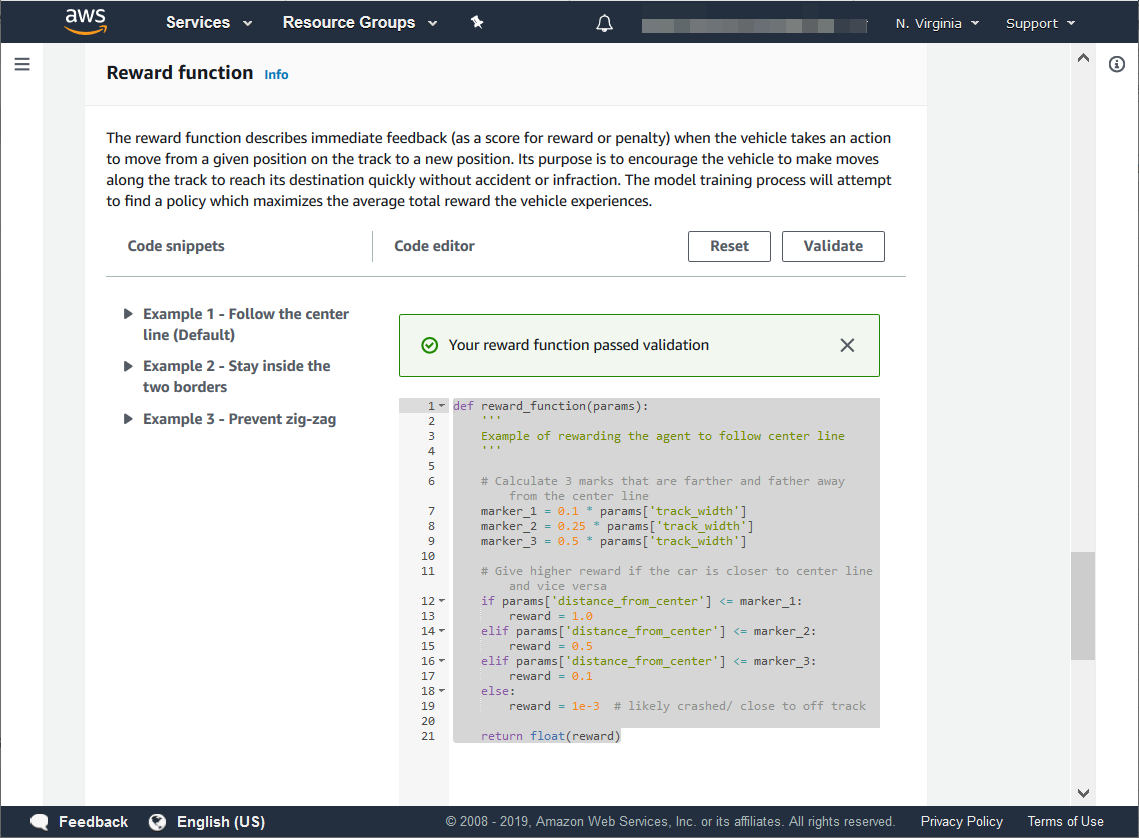 aws Services Resource Groups N. Virginia Support
Reward function Info
The reward function describes immediate feedback (as a score for reward or penalty) when the vehicle takes an action
to move from a given position on the track to a new position. Its purpose is to encourage the vehicle to make moves
along the track to reach its destination quickly without accident or infraction. The model training process will attempt
to find a policy which maximizes the average total reward the vehicle experiences.
Code snippets
Code editor Reset Validate
Example 1 - Follow the center
line (Default)
Example 2 - Stay inside the
two borders
Example 3 - Prevent zig-zag
Your reward function passed validation
1 def reward_function(params):
2     '''
3     Example of rewarding the agent to follow center line
4     '''
5
6     # Calculate 3 marks that are farther and father away
        from the center line
7     marker_1 = 0.1 * params['track_width']
8     marker_2 = 0.25 * params['track_width']
9     marker_3 = 0.5 * params['track_width']
10
11     # Give higher reward if the car is closer to center line
        and vice versa
12     if params['distance_from_center'] <= marker_1:
13         reward = 1.0
14     elif params['distance_from_center'] <= marker_2:
15         reward = 0.5
16     elif params['distance_from_center'] <= marker_3:
17         reward = 0.1
18     else:
19         reward = 1e-3  # likely crashed/ close to off track
20
21     return float(reward)
Feedback English (US) © 2008 - 2019, Amazon Web Services, Inc. or its affiliates. All rights reserved. Privacy Policy Terms of Use